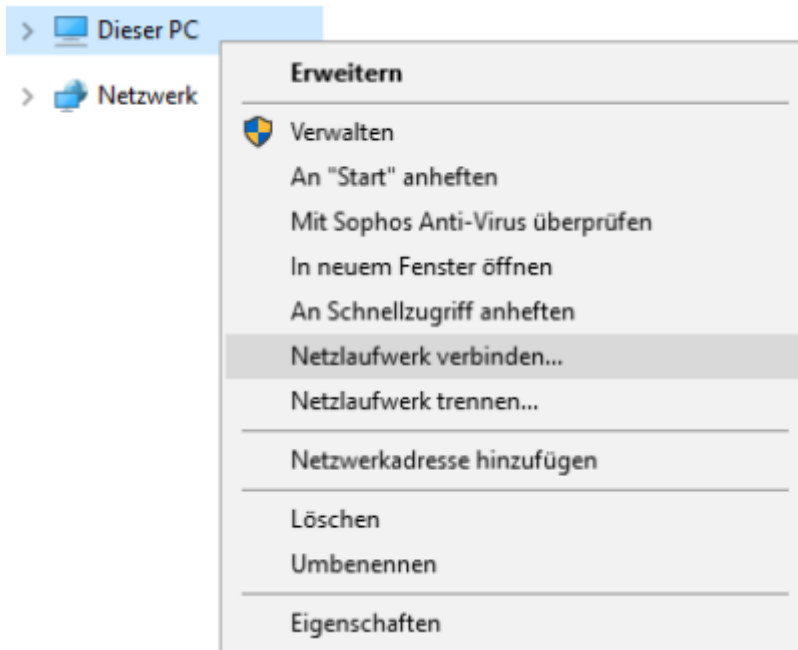 Dieser PC
Netzwerk
Erweitern
Verwalten
An "Start" anheften
Mit Sophos Anti-Virus überprüfen
In neuem Fenster öffnen
An Schnellzugriff anheften
Netzlaufwerk verbinden...
Netzlaufwerk trennen...
Netzwerkadresse hinzufügen
Löschen
Umbenennen
Eigenschaften